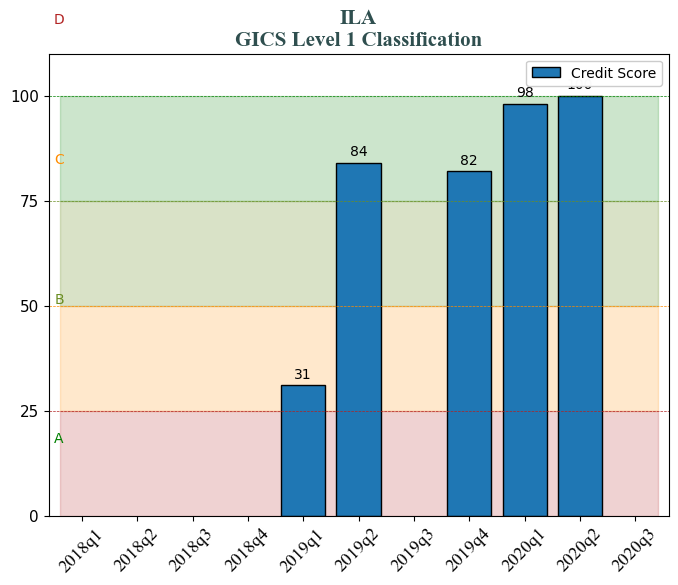 D
ILA
GICS Level 1 Classification
Credit Score
100
98
100
C
84
82
75
B
50
31
25
A
0
2018q1
2018q2
2018q3
2018q4
2019q1
2019q2
2019q3
2019q4
2020q1
2020q2
2020q3